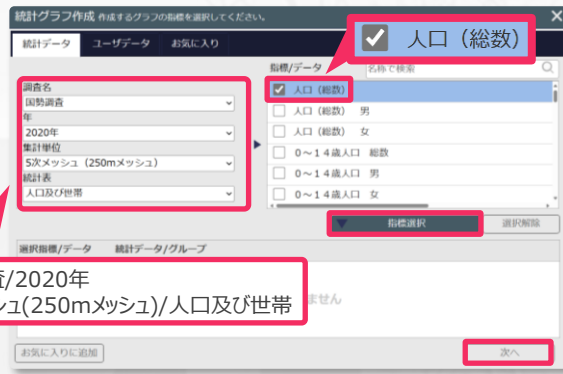 統計グラフ作成 作成するグラフの指標を選択してください。
統計データ ユーザデータ お気に入り
人口（総数）
指標/データ 名称で検索
調査名
国勢調査
年
2020年
集計単位
5次メッシュ（250mメッシュ）
統計表
人口及び世帯
人口（総数）
人口（総数） 男
人口（総数） 女
0～14歳人口 総数
0～14歳人口 男
0～14歳人口 女
指標選択 選択解除
選択指標/データ 統計データ/グループ
査/2020年
シュ(250mメッシュ)/人口及び世帯
ません
お気に入りに追加 次へ